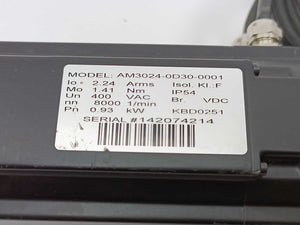 MODEL: AM3024-0D30-0001
Io = 2.24 Arms Isol. Kl.:F
Mo 1.41 Nm IP54
Un 400 VAC Br. VDC
nn 8000 1/min
Pn 0.93 kW KBD0251
SERIAL #142074214